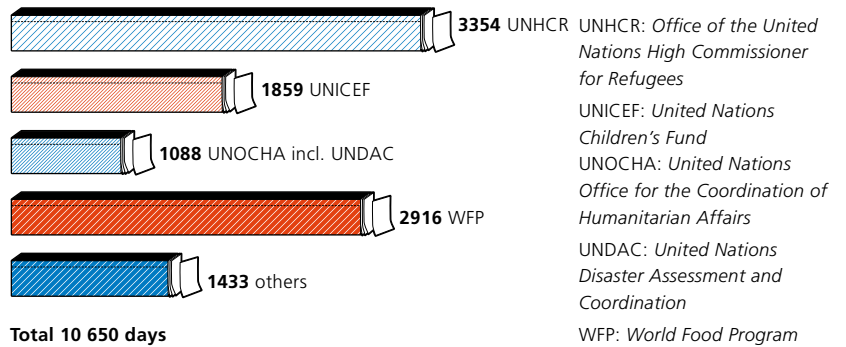 3354 UNHCR
1859 UNICEF
1088 UNOCHA incl. UNDAC
2916 WFP
1433 others
Total 10 650 days
UNHCR: Office of the United
Nations High Commissioner
for Refugees
UNICEF: United Nations
Children's Fund
UNOCHA: United Nations
Office for the Coordination of
Humanitarian Affairs
UNDAC: United Nations
Disaster Assessment and
Coordination
WFP: World Food Program